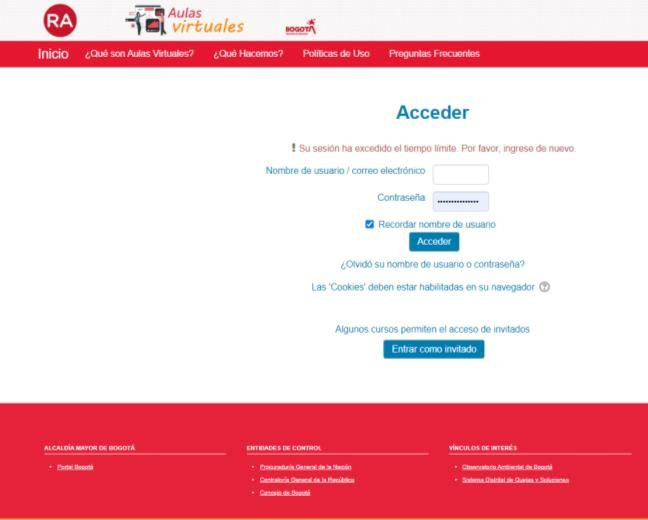 RA
Aulas
virtuales
BOGOTÁ
Inicio ¿Qué son Aulas Virtuales? ¿Qué Hacemos? Políticas de Uso Preguntas Frecuentes
Acceder
! Su sesión ha excedido el tiempo límite. Por favor, ingrese de nuevo.
Nombre de usuario / correo electrónico
Contraseña ••••••••••••••
Recordar nombre de usuario
Acceder
¿Olvidó su nombre de usuario o contraseña?
Las 'Cookies' deben estar habilitadas en su navegador ?
Algunos cursos permiten el acceso de invitados
Entrar como invitado
ALCALDÍA MAYOR DE BOGOTÁ
Portal Bogotá
ENTIDADES DE CONTROL
Procuraduría General de la Nación
Contraloría General de la República
Concejo de Bogotá
VÍNCULOS DE INTERÉS
Observatorio Ambiental de Bogotá
Sistema Distrital de Quejas y Soluciones